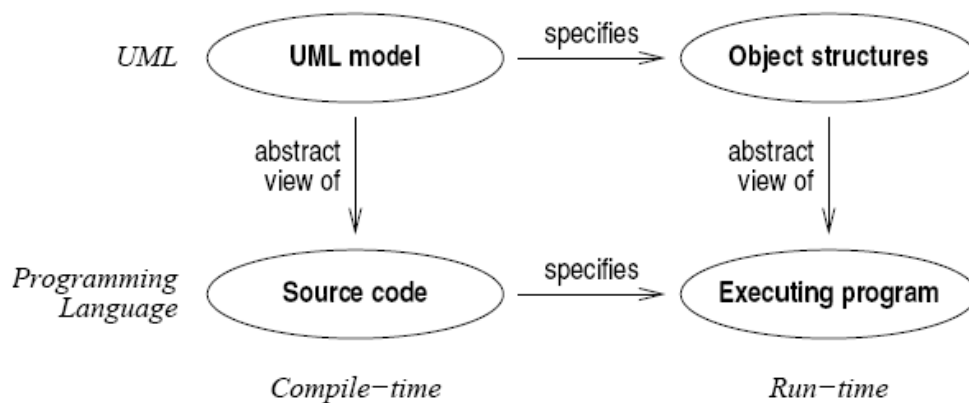 specifies
UML
UML model
Object structures
abstract
view of
abstract
view of
specifies
Programming
Language
Source code
Executing program
Compile-time
Run-time